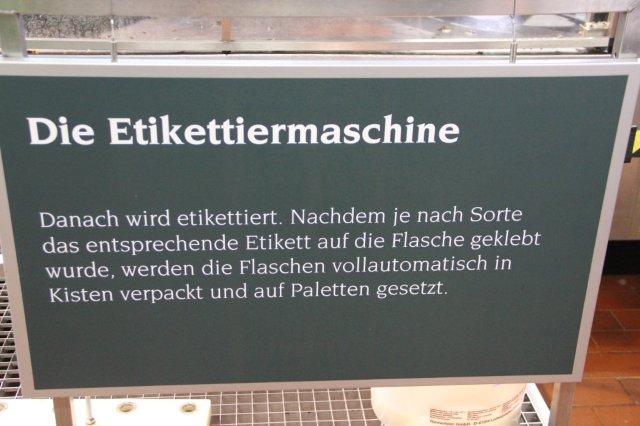 Die Etikettiermaschine
Danach wird etikettiert. Nachdem je nach Sorte
das entsprechende Etikett auf die Flasche geklebt
wurde, werden die Flaschen vollautomatisch in
Kisten verpackt und auf Paletten gesetzt.